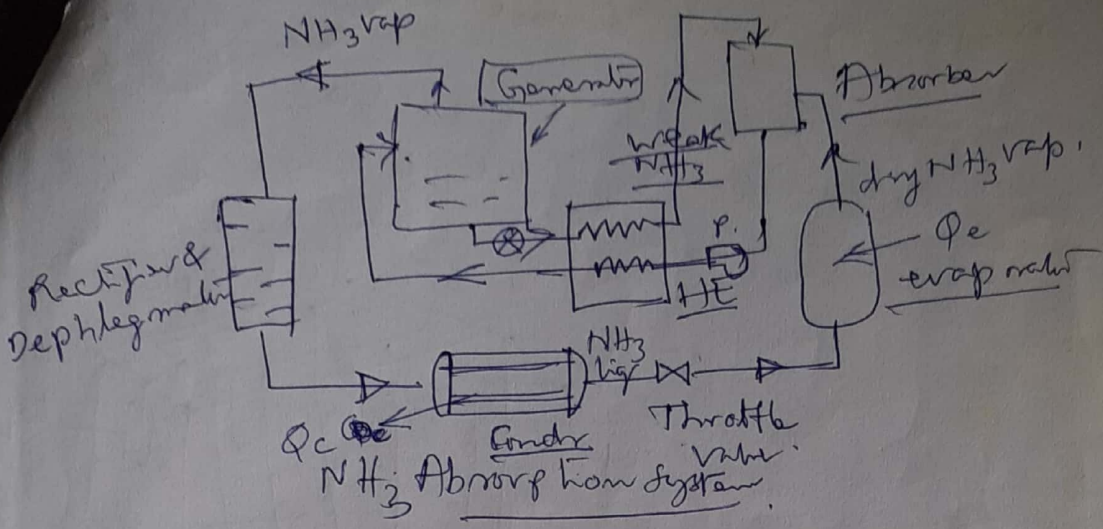 NH3 vap
Generator
Absorber
Weak
NH3
dry NH3 vap.
P.
Qe
evaporator
Rectifier &
Dephlegmator
HE
NH3
liq
Throttle
valve.
Qc
Condr
NH3 Absorption System